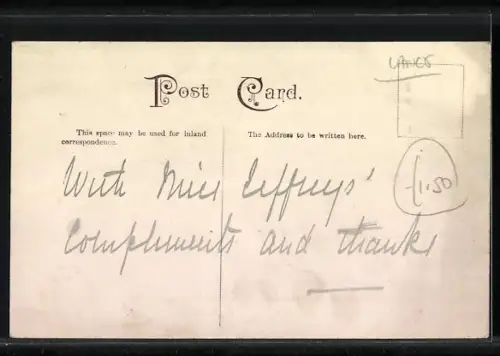 LANCS
Post Card.
This space may be used for inland
correspondence.
The Address to be written here.
£1.50
With Miss Jeffreys'
Compliments and thanks